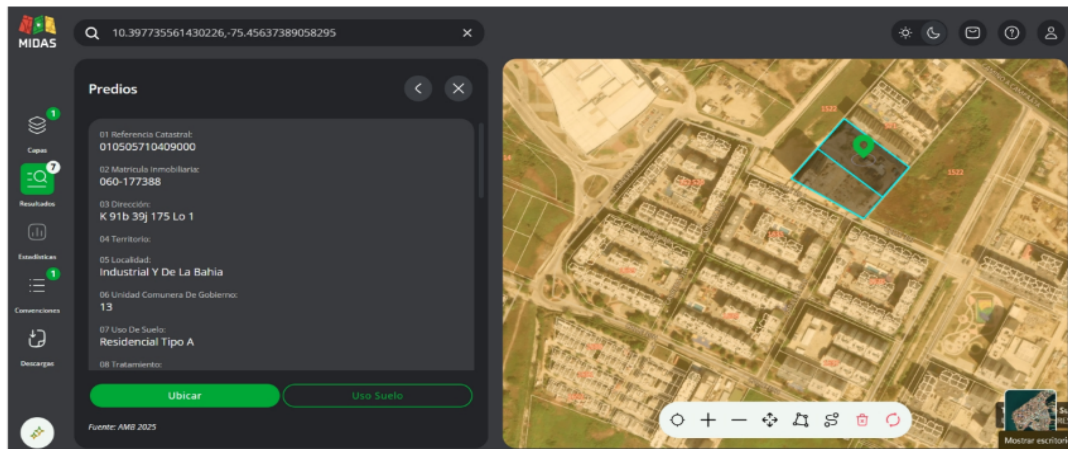 MIDAS
10.397735561430226,-75.45637389058295
Predios
01 Referencia Catastral:
010505710409000
02 Matricula Inmobiliaria:
060-177388
03 Dirección:
K 91b 39j 175 Lo 1
04 Territorio:
05 Localidad:
Industrial Y De La Bahia
06 Unidad Comunera De Gobierno:
13
07 Uso De Suelo:
Residencial Tipo A
08 Tratamiento:
Ubicar
Uso Suelo
Fuente: AMB 2025
1
Capas
7
Resultados
Estadísticas
1
Convenciones
Descargas
1522
1522
Mostrar escritorio